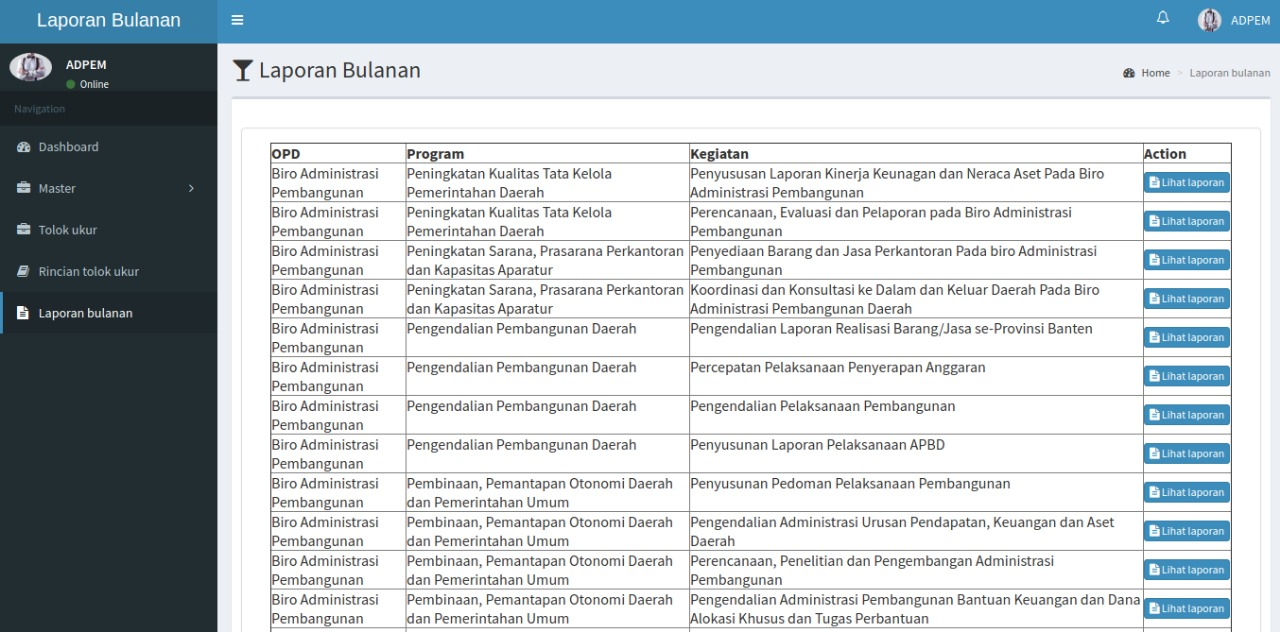 Laporan Bulanan
ADPEM
ADPEM
Online
Navigation
Dashboard
Master
Tolok ukur
Rincian tolok ukur
Laporan bulanan
Laporan Bulanan
Home > Laporan bulanan
OPD Program Kegiatan Action
Biro Administrasi Peningkatan Kualitas Tata Kelola Penyususan Laporan Kinerja Keunagan dan Neraca Aset Pada Biro Lihat laporan
Pembangunan Pemerintahan Daerah Administrasi Pembangunan
Biro Administrasi Peningkatan Kualitas Tata Kelola Perencanaan, Evaluasi dan Pelaporan pada Biro Administrasi Lihat laporan
Pembangunan Pemerintahan Daerah Pembangunan
Biro Administrasi Peningkatan Sarana, Prasarana Perkantoran Penyediaan Barang dan Jasa Perkantoran Pada biro Administrasi Lihat laporan
Pembangunan dan Kapasitas Aparatur Pembangunan
Biro Administrasi Peningkatan Sarana, Prasarana Perkantoran Koordinasi dan Konsultasi ke Dalam dan Keluar Daerah Pada Biro Lihat laporan
Pembangunan dan Kapasitas Aparatur Administrasi Pembangunan Daerah
Biro Administrasi Pengendalian Pembangunan Daerah Pengendalian Laporan Realisasi Barang/Jasa se-Provinsi Banten Lihat laporan
Pembangunan
Biro Administrasi Pengendalian Pembangunan Daerah Percepatan Pelaksanaan Penyerapan Anggaran Lihat laporan
Pembangunan
Biro Administrasi Pengendalian Pembangunan Daerah Pengendalian Pelaksanaan Pembangunan Lihat laporan
Pembangunan
Biro Administrasi Pengendalian Pembangunan Daerah Penyusunan Laporan Pelaksanaan APBD Lihat laporan
Pembangunan
Biro Administrasi Pembinaan, Pemantapan Otonomi Daerah Penyusunan Pedoman Pelaksanaan Pembangunan Lihat laporan
Pembangunan dan Pemerintahan Umum
Biro Administrasi Pembinaan, Pemantapan Otonomi Daerah Pengendalian Administrasi Urusan Pendapatan, Keuangan dan Aset Lihat laporan
Pembangunan dan Pemerintahan Umum Daerah
Biro Administrasi Pembinaan, Pemantapan Otonomi Daerah Perencanaan, Penelitian dan Pengembangan Administrasi Lihat laporan
Pembangunan dan Pemerintahan Umum Pembangunan
Biro Administrasi Pembinaan, Pemantapan Otonomi Daerah Pengendalian Administrasi Pembangunan Bantuan Keuangan dan Dana Lihat laporan
Pembangunan dan Pemerintahan Umum Alokasi Khusus dan Tugas Perbantuan